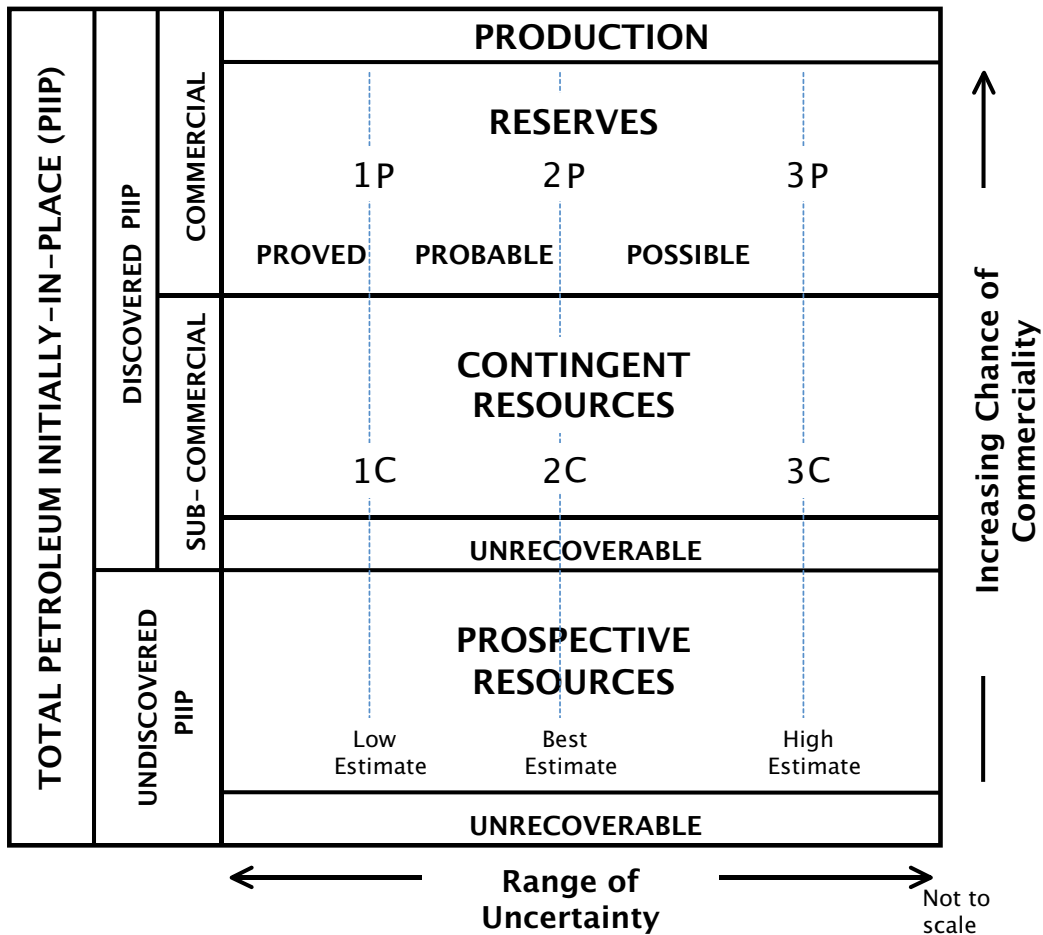 TOTAL PETROLEUM INITIALLY-IN-PLACE (PIIP)
DISCOVERED PIIP
COMMERCIAL
PRODUCTION
RESERVES
1P 2P 3P
PROVED PROBABLE POSSIBLE
SUB-COMMERCIAL
CONTINGENT
RESOURCES
1C 2C 3C
UNRECOVERABLE
UNDISCOVERED
PIIP
PROSPECTIVE
RESOURCES
Low Best High
Estimate Estimate Estimate
UNRECOVERABLE
Increasing Chance of
Commerciality
Range of
Uncertainty
Not to
scale